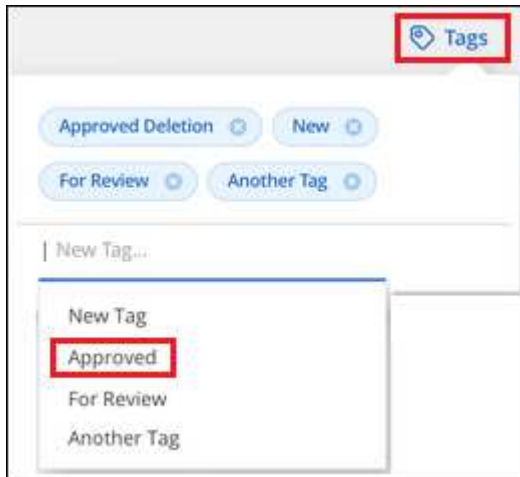 Tags
Approved Deletion New
For Review Another Tag
New Tag...
New Tag
Approved
For Review
Another Tag